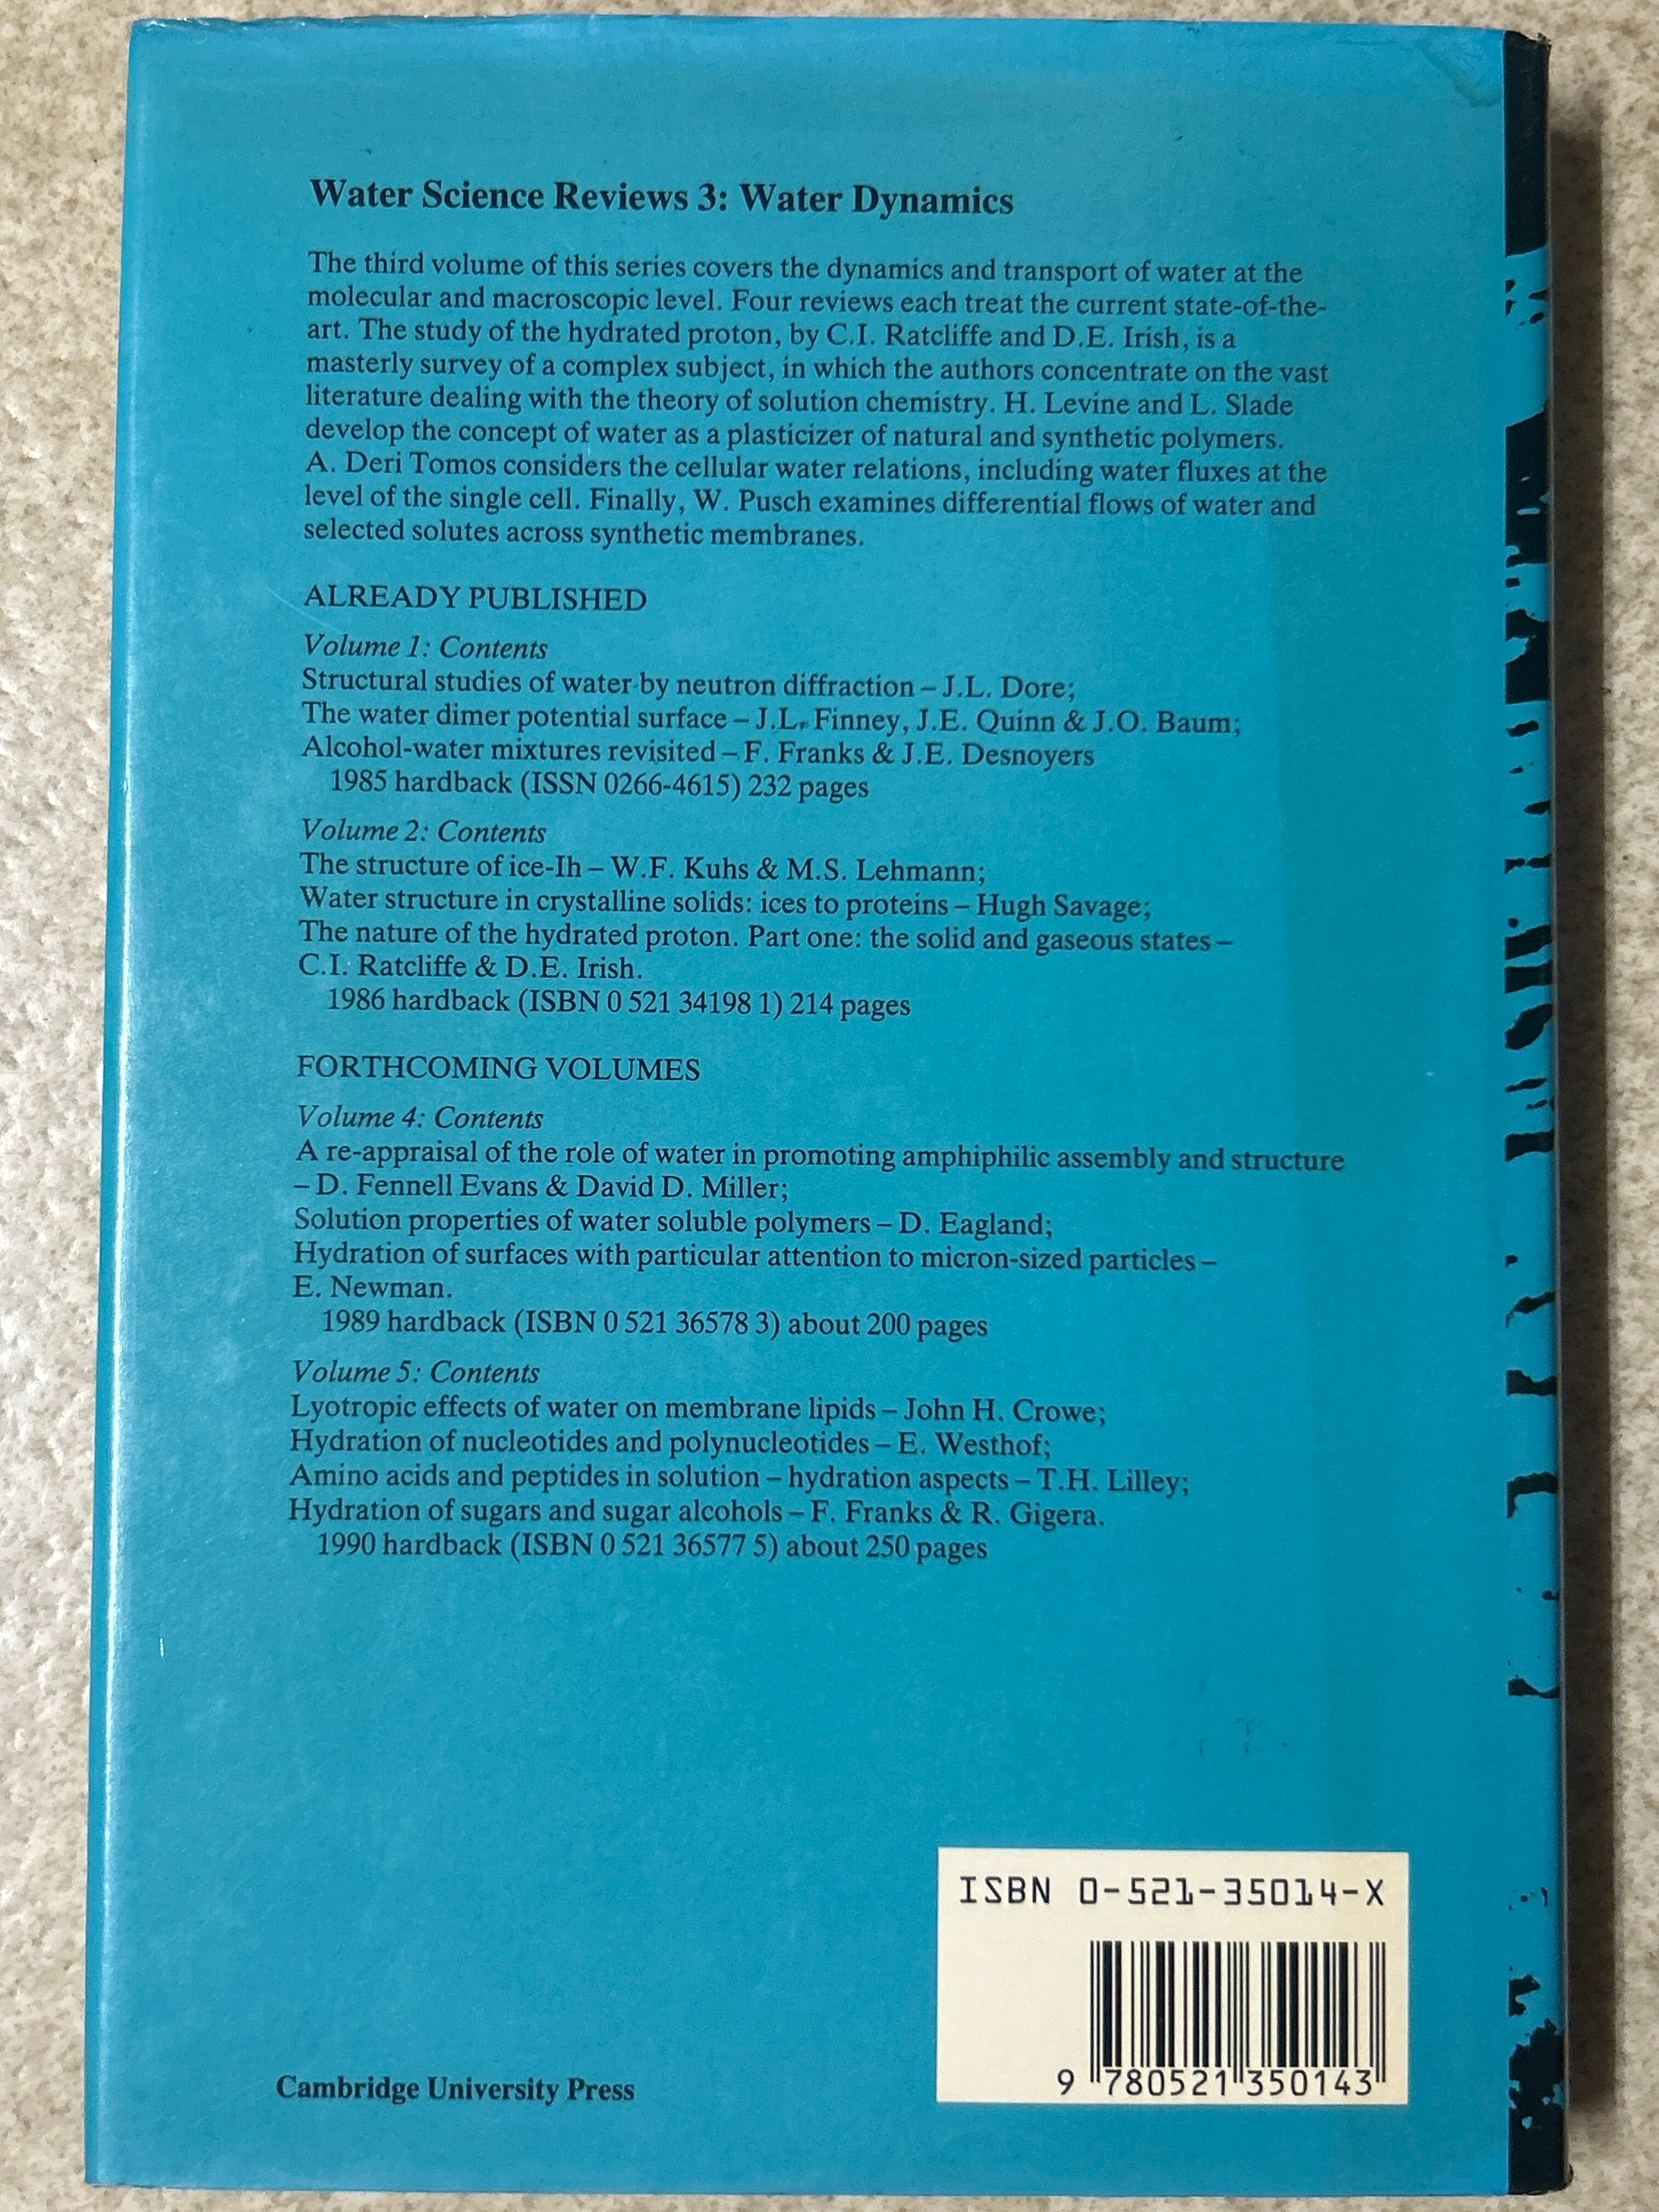 Water Science Reviews 3: Water Dynamics
The third volume of this series covers the dynamics and transport of water at the
molecular and macroscopic level. Four reviews each treat the current state-of-the-
art. The study of the hydrated proton, by C.I. Ratcliffe and D.E. Irish, is a
masterly survey of a complex subject, in which the authors concentrate on the vast
literature dealing with the theory of solution chemistry. H. Levine and L. Slade
develop the concept of water as a plasticizer of natural and synthetic polymers.
A. Deri Tomos considers the cellular water relations, including water fluxes at the
level of the single cell. Finally, W. Pusch examines differential flows of water and
selected solutes across synthetic membranes.
ALREADY PUBLISHED
Volume 1: Contents
Structural studies of water by neutron diffraction – J.L. Dore;
The water dimer potential surface – J.L. Finney, J.E. Quinn & J.O. Baum;
Alcohol-water mixtures revisited – F. Franks & J.E. Desnoyers
1985 hardback (ISSN 0266-4615) 232 pages
Volume 2: Contents
The structure of ice-Ih – W.F. Kuhs & M.S. Lehmann;
Water structure in crystalline solids: ices to proteins – Hugh Savage;
The nature of the hydrated proton. Part one: the solid and gaseous states –
C.I. Ratcliffe & D.E. Irish.
1986 hardback (ISBN 0 521 34198 1) 214 pages
FORTHCOMING VOLUMES
Volume 4: Contents
A re-appraisal of the role of water in promoting amphiphilic assembly and structure
– D. Fennell Evans & David D. Miller;
Solution properties of water soluble polymers – D. Eagland;
Hydration of surfaces with particular attention to micron-sized particles –
E. Newman.
1989 hardback (ISBN 0 521 36578 3) about 200 pages
Volume 5: Contents
Lyotropic effects of water on membrane lipids – John H. Crowe;
Hydration of nucleotides and polynucleotides – E. Westhof;
Amino acids and peptides in solution – hydration aspects – T.H. Lilley;
Hydration of sugars and sugar alcohols – F. Franks & R. Gigera.
1990 hardback (ISBN 0 521 36577 5) about 250 pages
ISBN 0-521-35014-X
9 780521 350143
Cambridge University Press